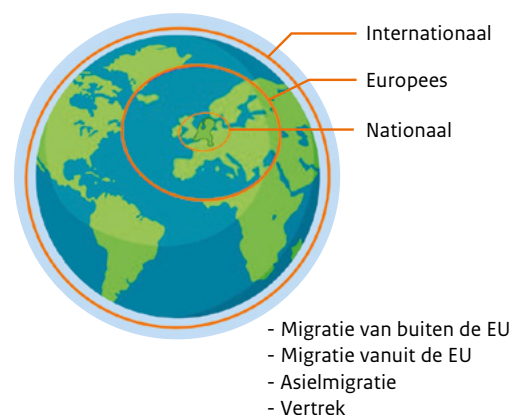 Internationaal
Europees
Nationaal
- Migratie van buiten de EU
- Migratie vanuit de EU
- Asielmigratie
- Vertrek